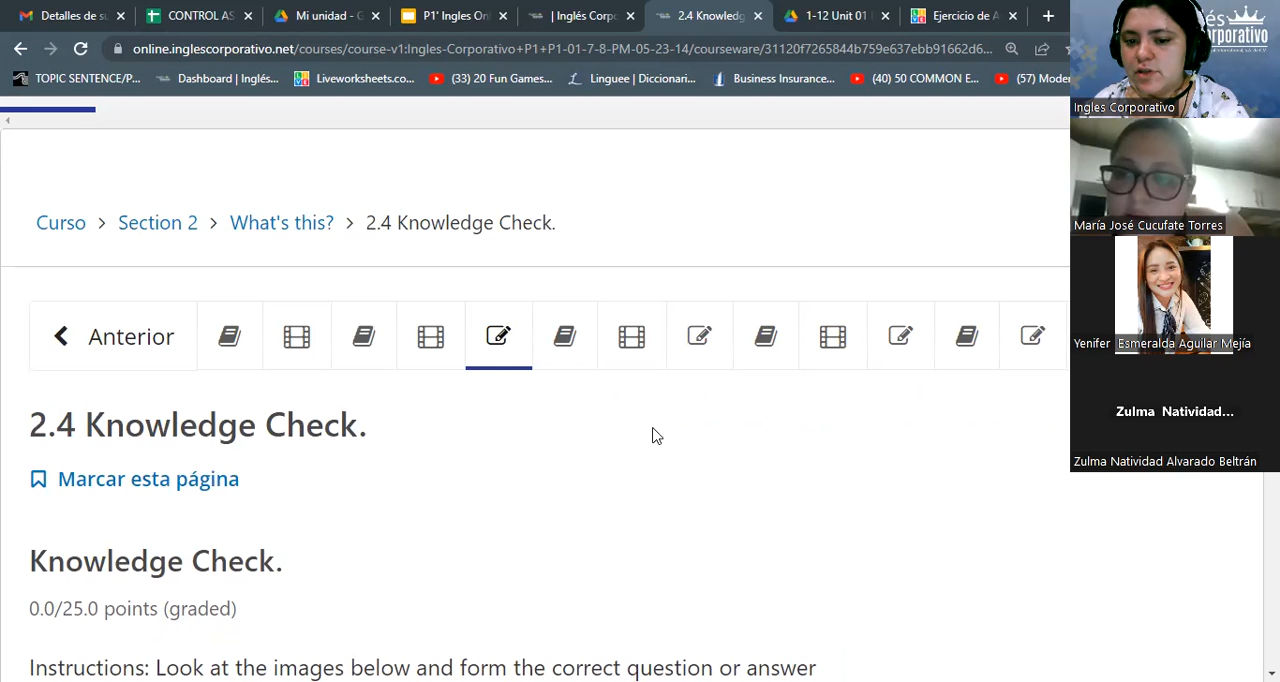 Detalles de su
CONTROL AS
Mi unidad - G
P1' Ingles Onl
| Inglés Corpo
2.4 Knowledg
1-12 Unit 01
Ejercicio de A
online.inglescorporativo.net/courses/course-v1:Ingles-Corporativo+P1+P1-01-7-8-PM-05-23-14/courseware/31120f7265844b759e637ebb91662d6...
TOPIC SENTENCE/P...
Dashboard | Inglés...
Liveworksheets.co...
(33) 20 Fun Games...
Linguee | Diccionari...
Business Insurance...
(40) 50 COMMON E...
(57) Moder
Curso > Section 2 > What's this? > 2.4 Knowledge Check.
Anterior
2.4 Knowledge Check.
Marcar esta página
Knowledge Check.
0.0/25.0 points (graded)
Instructions: Look at the images below and form the correct question or answer
Corporativo
Ingles Corporativo
María José Cucufate Torres
Yenifer Esmeralda Aguilar Mejía
Zulma Natividad...
Zulma Natividad Alvarado Beltrán